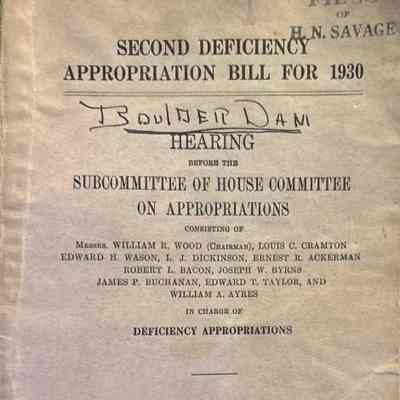 FILES
OF
H. N. SAVAGE
SECOND DEFICIENCY
APPROPRIATION BILL FOR 1930
BOULDER DAM
HEARING
BEFORE THE
SUBCOMMITTEE OF HOUSE COMMITTEE
ON APPROPRIATIONS
CONSISTING OF
MESSRS. WILLIAM R. WOOD (CHAIRMAN), LOUIS C. CRAMTON
EDWARD H. WASON, L. J. DICKINSON, ERNEST R. ACKERMAN
ROBERT L. BACON, JOSEPH W. BYRNS
JAMES P. BUCHANAN, EDWARD T. TAYLOR, AND
WILLIAM A. AYRES
IN CHARGE OF
DEFICIENCY APPROPRIATIONS